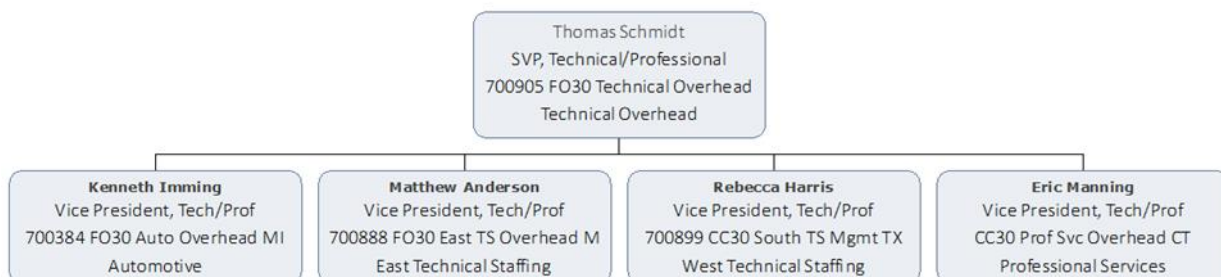 Thomas Schmidt
SVP, Technical/Professional
700905 FO30 Technical Overhead
Technical Overhead
Kenneth Imming
Vice President, Tech/Prof
700384 FO30 Auto Overhead MI
Automotive
Matthew Anderson
Vice President, Tech/Prof
700888 FO30 East TS Overhead M
East Technical Staffing
Rebecca Harris
Vice President, Tech/Prof
700899 CC30 South TS Mgmt TX
West Technical Staffing
Eric Manning
Vice President, Tech/Prof
CC30 Prof Svc Overhead CT
Professional Services